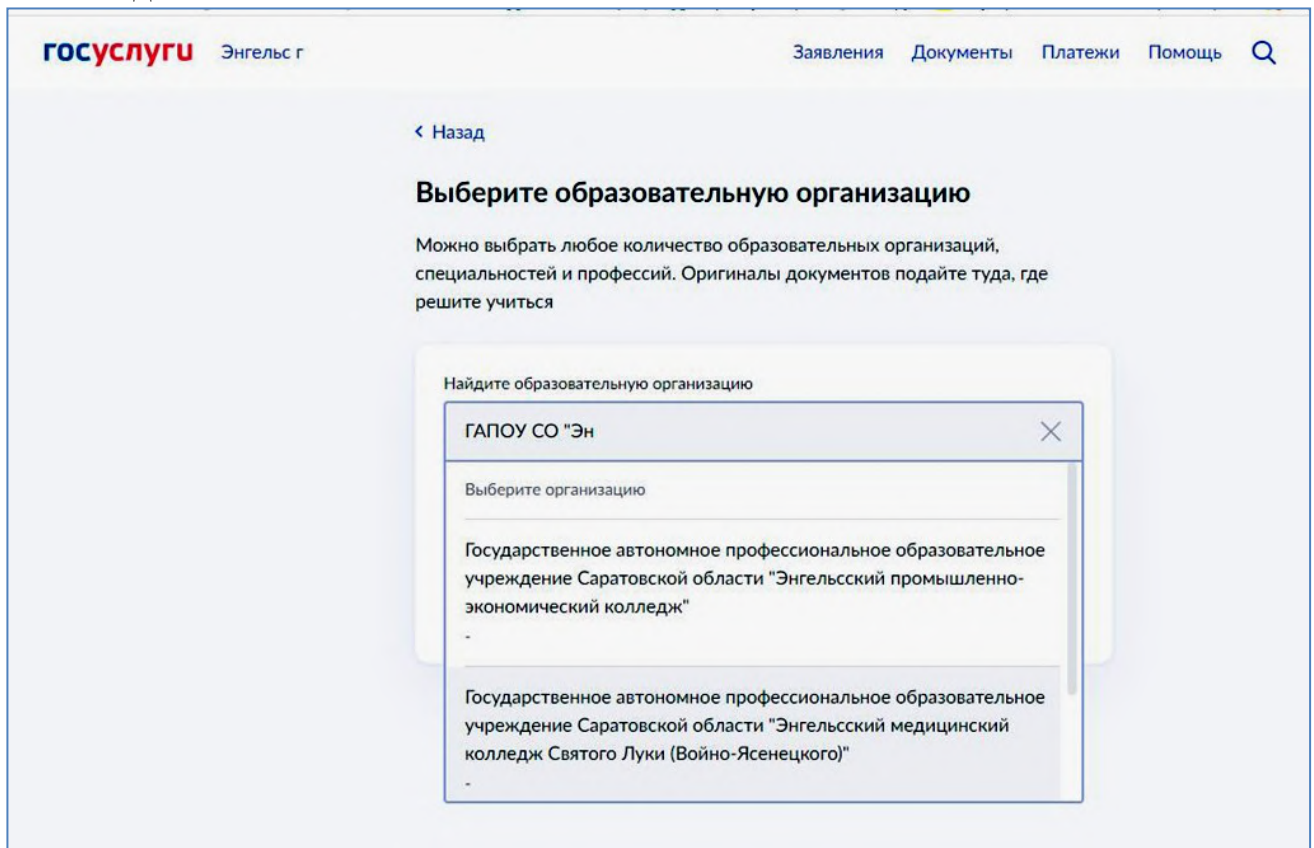 госуслуги Энгельс г Заявления Документы Платежи Помощь
Назад
Выберите образовательную организацию
Можно выбрать любое количество образовательных организаций,
специальностей и профессий. Оригиналы документов подайте туда, где
решите учиться
Найдите образовательную организацию
ГАПОУ СО "Эн
Выберите организацию
Государственное автономное профессиональное образовательное
учреждение Саратовской области "Энгельсский промышленно-
экономический колледж"
-
Государственное автономное профессиональное образовательное
учреждение Саратовской области "Энгельсский медицинский
колледж Святого Луки (Войно-Ясенецкого)"
-